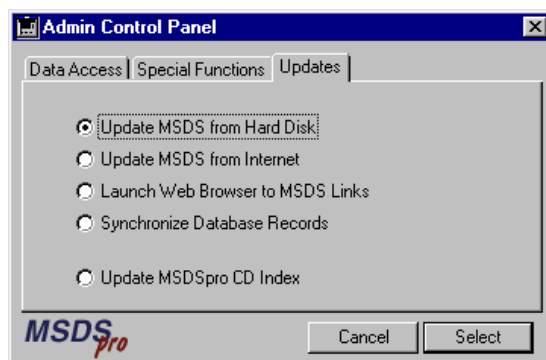 Admin Control Panel
Data Access Special Functions Updates
Update MSDS from Hard Disk
Update MSDS from Internet
Launch Web Browser to MSDS Links
Synchronize Database Records
Update MSDSpro CD Index
MSDS pro Cancel Select